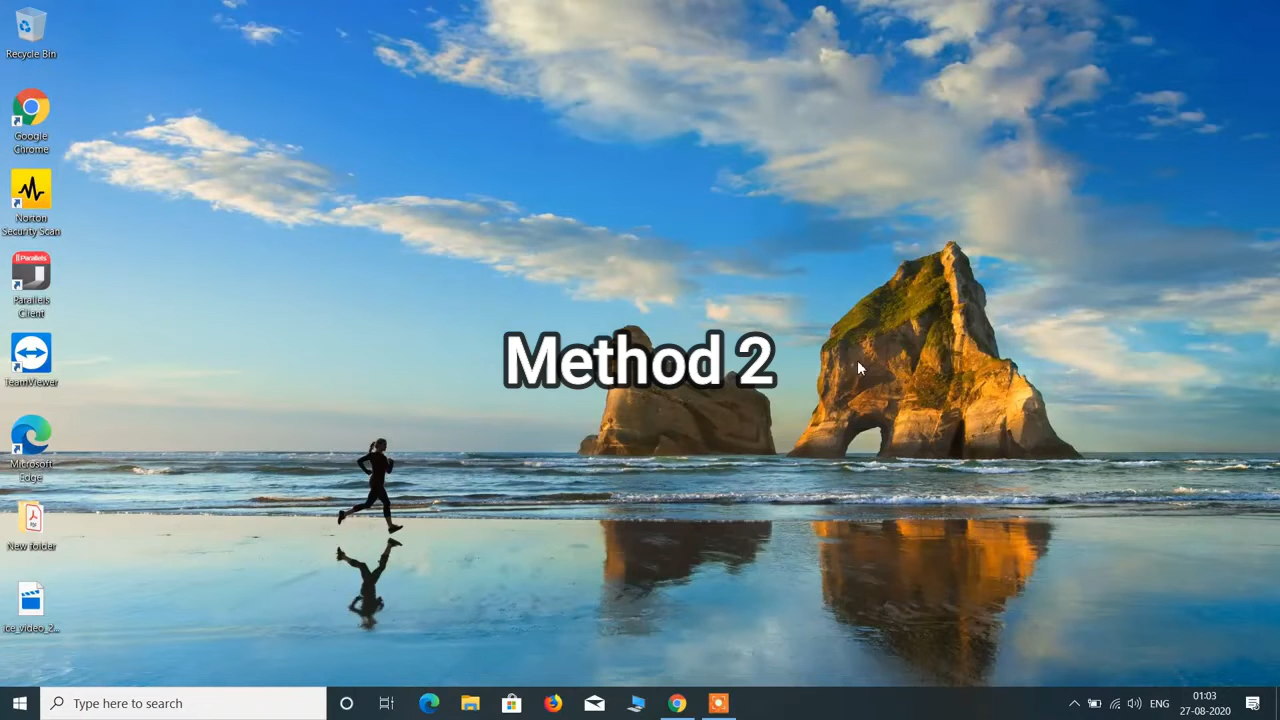 Recycle Bin
Google
Chrome
Norton
Security Scan
Parallels
Parallels
Client
TeamViewer
Microsoft
Edge
New folder
ice_video_2...
Method 2
Type here to search
ENG
01:03
27-08-2020